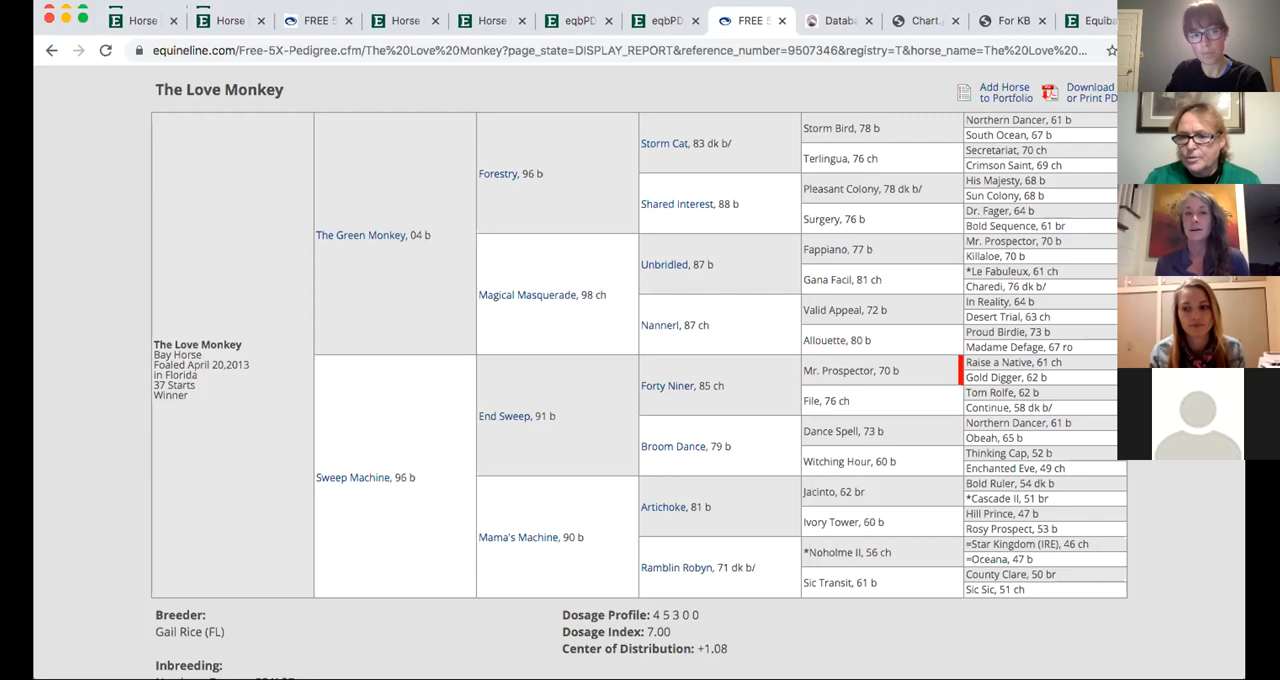 Horse
Horse
FREE 5
Horse
Horse
eqbPD
eqbPD
FREE 5
Datab
Chart.
For KB
Equiba
equineline.com/Free-5X-Pedigree.cfm/The%20Love%20Monkey?page_state=DISPLAY_REPORT&reference_number=9507346&registry=T&horse_name=The%20Love%20...
The Love Monkey
Add Horse
to Portfolio
Download
or Print PD
The Love Monkey
Bay Horse
Foaled April 20,2013
in Florida
37 Starts
Winner
The Green Monkey, 04 b
Sweep Machine, 96 b
Forestry, 96 b
Magical Masquerade, 98 ch
End Sweep, 91 b
Mama's Machine, 90 b
Storm Cat, 83 dk b/
Shared Interest, 88 b
Unbridled, 87 b
Nannerl, 87 ch
Forty Niner, 85 ch
Broom Dance, 79 b
Artichoke, 81 b
Ramblin Robyn, 71 dk b/
Storm Bird, 78 b
Terlingua, 76 ch
Pleasant Colony, 78 dk b/
Surgery, 76 b
Fappiano, 77 b
Gana Facil, 81 ch
Valid Appeal, 72 b
Allouette, 80 b
Mr. Prospector, 70 b
File, 76 ch
Dance Spell, 73 b
Witching Hour, 60 b
Jacinto, 62 br
Ivory Tower, 60 b
*Noholme II, 56 ch
Sic Transit, 61 b
Northern Dancer, 61 b
South Ocean, 67 b
Secretariat, 70 ch
Crimson Saint, 69 ch
His Majesty, 68 b
Sun Colony, 68 b
Dr. Fager, 64 b
Bold Sequence, 61 br
Mr. Prospector, 70 b
Killaloe, 70 b
*Le Fabuleux, 61 ch
Charedi, 76 dk b/
In Reality, 64 b
Desert Trial, 63 ch
Proud Birdie, 73 b
Madame Defage, 67 ro
Raise a Native, 61 ch
Gold Digger, 62 b
Tom Rolfe, 62 b
Continue, 58 dk b/
Northern Dancer, 61 b
Obeah, 65 b
Thinking Cap, 52 b
Enchanted Eve, 49 ch
Bold Ruler, 54 dk b
*Cascade II, 51 br
Hill Prince, 47 b
Rosy Prospect, 53 b
=Star Kingdom (IRE), 46 ch
=Oceana, 47 b
County Clare, 50 br
Sic Sic, 51 ch
Breeder:
Gail Rice (FL)
Dosage Profile: 4 5 3 0 0
Dosage Index: 7.00
Center of Distribution: +1.08
Inbreeding: